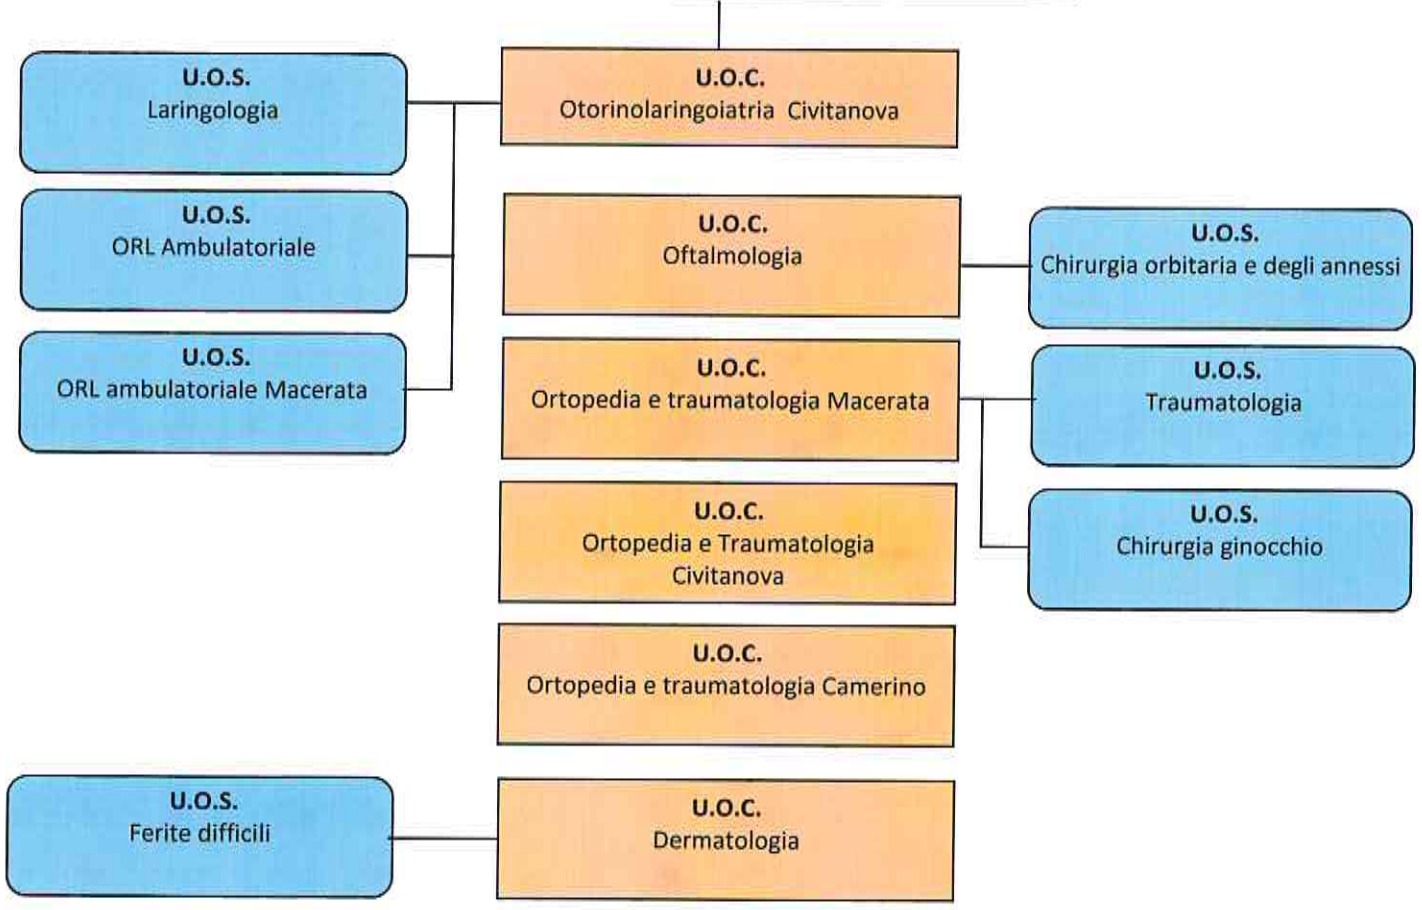 U.O.S.
Laringologia
U.O.C.
Otorinolaringoiatria Civitanova
U.O.S.
ORL Ambulatoriale
U.O.C.
Oftalmologia
U.O.S.
Chirurgia orbitaria e degli annessi
U.O.S.
ORL ambulatoriale Macerata
U.O.C.
Ortopedia e traumatologia Macerata
U.O.S.
Traumatologia
U.O.C.
Ortopedia e Traumatologia
Civitanova
U.O.S.
Chirurgia ginocchio
U.O.C.
Ortopedia e traumatologia Camerino
U.O.S.
Ferite difficili
U.O.C.
Dermatologia